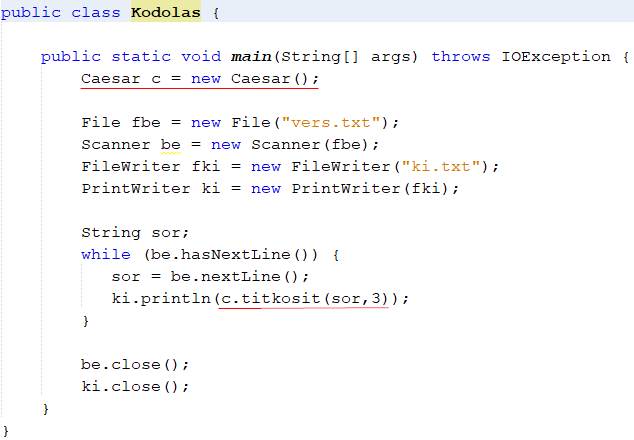 public class Kodolas {
public static void main(String[] args) throws IOException {
Caesar c = new Caesar();
File fbe = new File("vers.txt");
Scanner be = new Scanner(fbe);
FileWriter fki = new FileWriter("ki.txt");
PrintWriter ki = new PrintWriter(fki);
String sor;
while (be.hasNextLine()) {
sor = be.nextLine();
ki.println(c.titkosit(sor,3));
}
be.close();
ki.close();
}
}